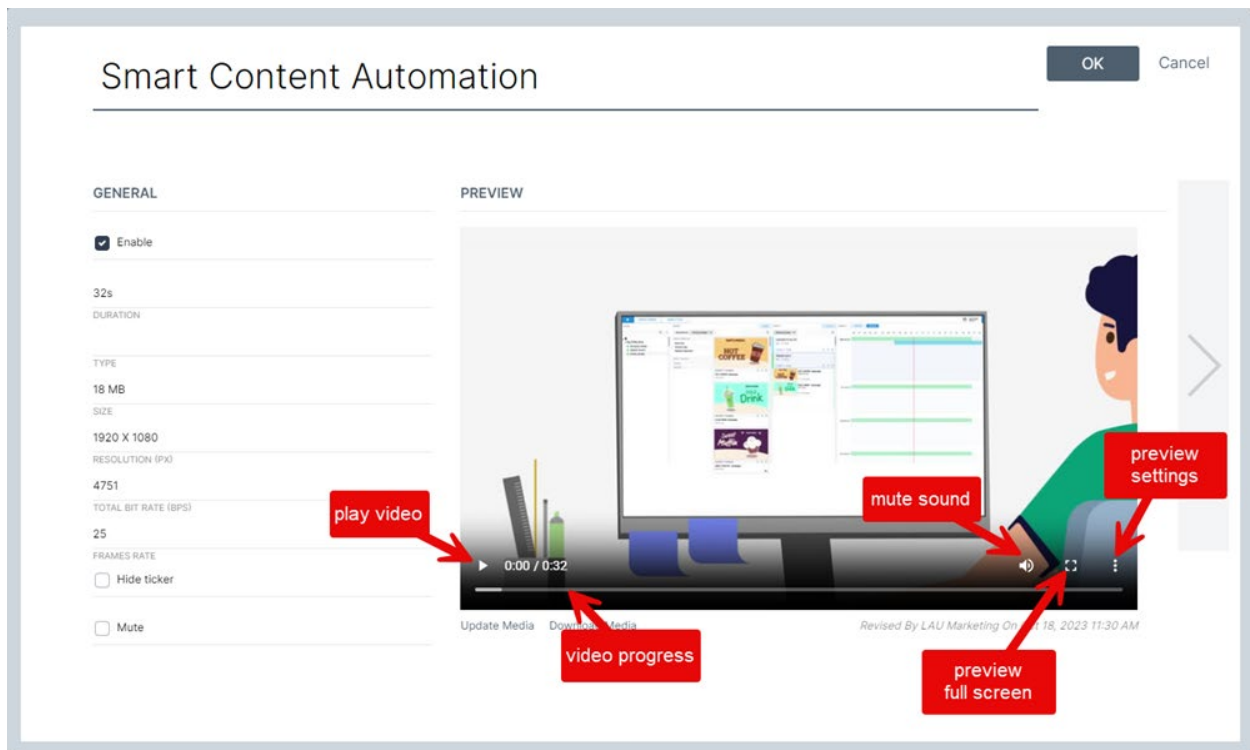 Smart Content Automation
OK
Cancel
GENERAL
PREVIEW
Enable
32s
DURATION
TYPE
18 MB
SIZE
1920 X 1080
RESOLUTION (PX)
4751
TOTAL BIT RATE (BPS)
25
FRAMES RATE
Hide ticker
Mute
HOT
COFFEE
Drink
Muffin
preview
settings
mute sound
play video
0:00 / 0:32
Update Media Download Media
Revised By LAU Marketing On 18, 2023 11:30 AM
video progress
preview
full screen